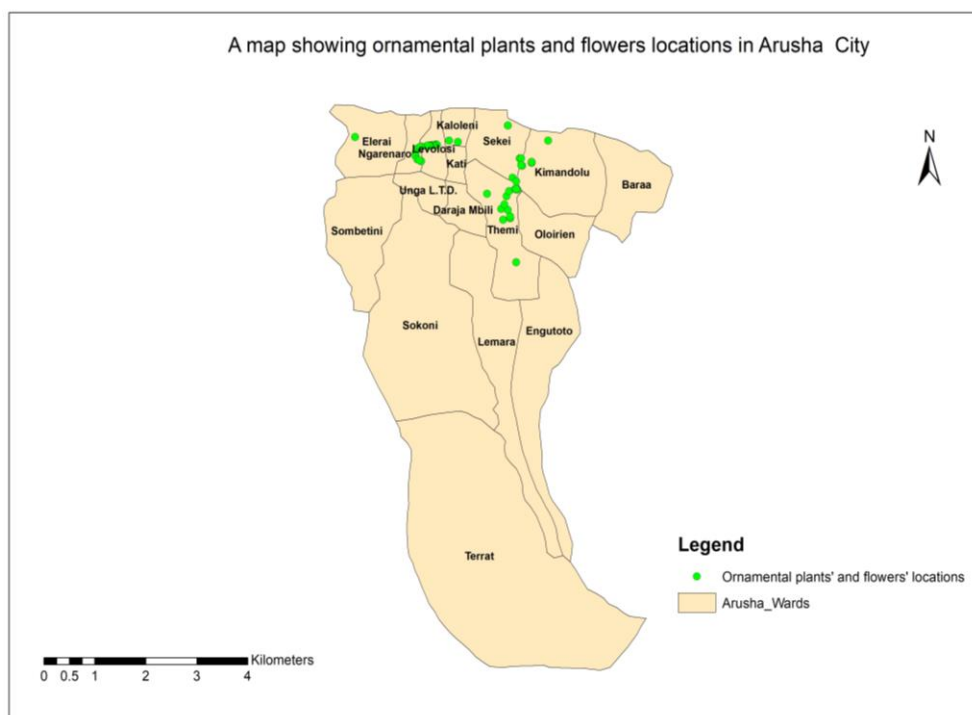 A map showing ornamental plants and flowers locations in Arusha City
N
Kaloleni
Elerai
Sekei
Levolosi
Ngarenaro
Kati
Kimandolu
Baraa
Unga L.T.D.
Daraja Mbili
Sombetini
Themi
Oloirien
Sokoni
Engutoto
Lemara
Terrat
Legend
Ornamental plants' and flowers' locations
Arusha_Wards
Kilometers
0 0.5 1 2 3 4